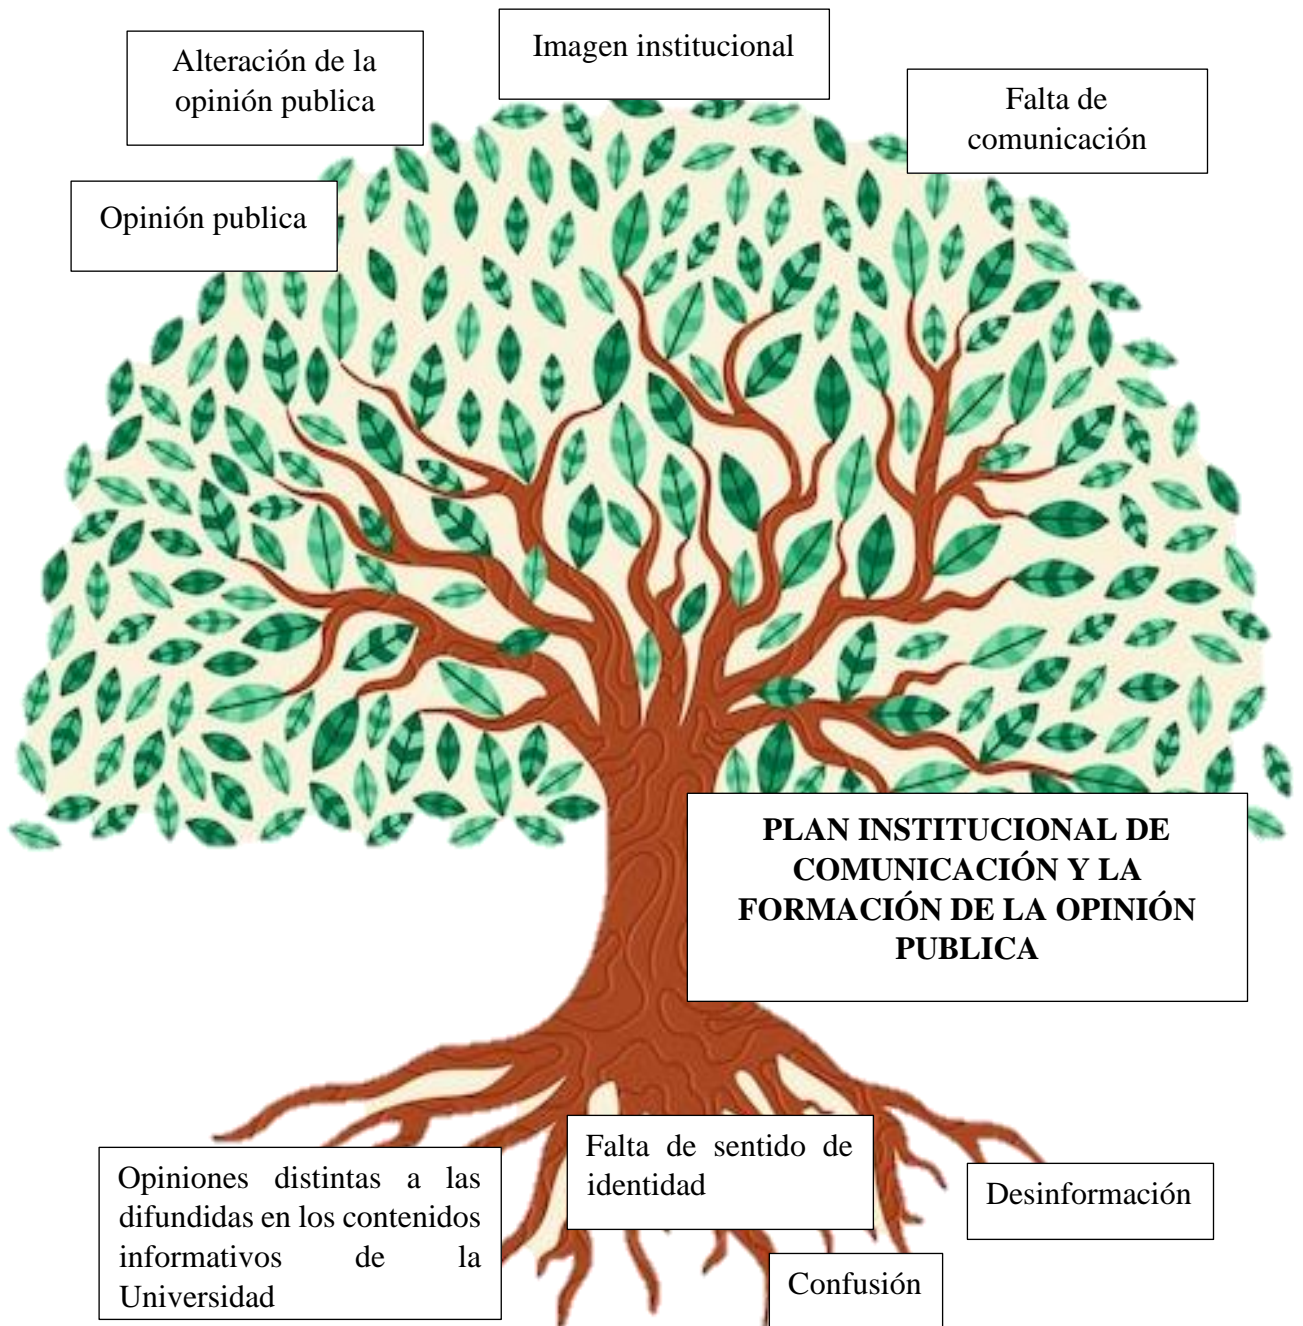 Imagen institucional
Alteración de la
opinión publica
Falta de
comunicación
Opinión publica
PLAN INSTITUCIONAL DE
COMUNICACIÓN Y LA
FORMACIÓN DE LA OPINIÓN
PUBLICA
Opiniones distintas a las
difundidas en los contenidos
informativos de la
Universidad
Falta de sentido de
identidad
Desinformación
Confusión